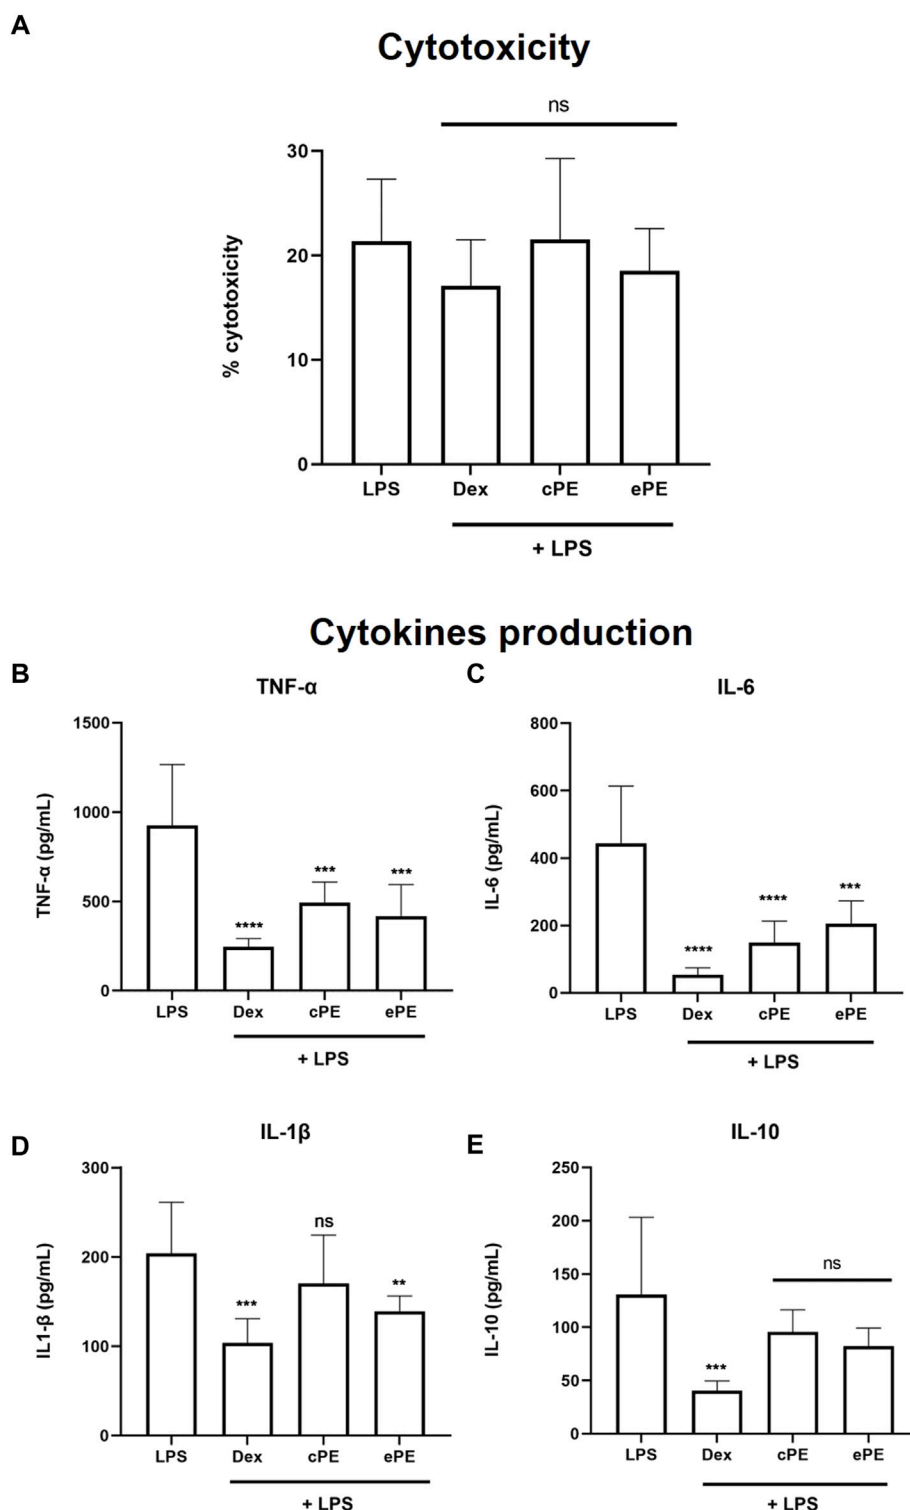 A
Cytotoxicity
ns
% cytotoxicity
30
20
10
0
LPS Dex cPE ePE
+ LPS
Cytokines production
B
TNF-α
TNF-α (pg/mL)
1500
1000
500
0
****
***
***
LPS Dex cPE ePE
+ LPS
C
IL-6
IL-6 (pg/mL)
800
600
400
200
0
****
****
***
LPS Dex cPE ePE
+ LPS
D
IL-1β
IL1-β (pg/mL)
300
200
100
0
***
ns
**
LPS Dex cPE ePE
+ LPS
E
IL-10
IL-10 (pg/mL)
250
200
150
100
50
0
***
ns
LPS Dex cPE ePE
+ LPS